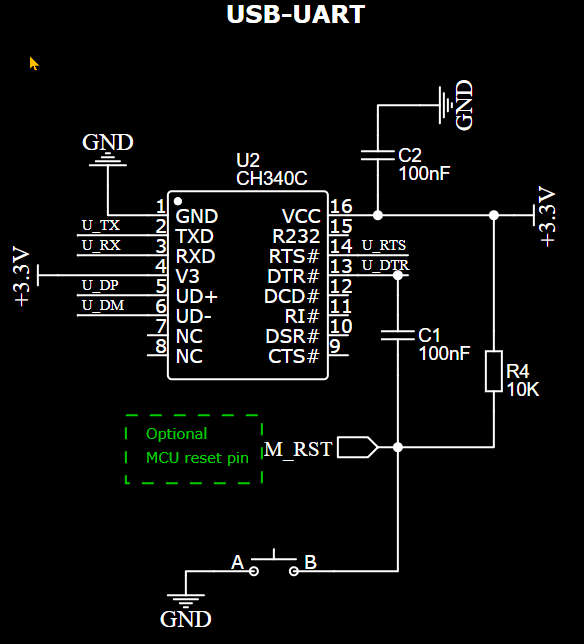 USB-UART
GND
C2
100nF
GND
U2
CH340C
+3.3V
1 GND
2 TXD
3 RXD
4 V3
5 UD+
6 UD-
7 NC
8 NC
U_TX
U_RX
U_DP
U_DM
+3.3V
VCC 16
R232 15
RTS# 14
DTR# 13
DCD# 12
RI# 11
DSR# 10
CTS# 9
U_RTS
U_DTR
C1
100nF
R4
10K
Optional
MCU reset pin
M_RST
A
B
GND